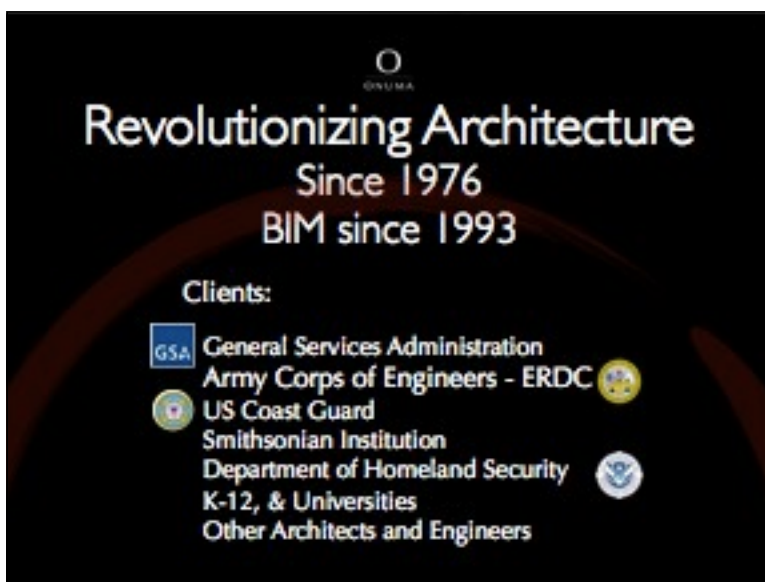 O
ONUMA
Revolutionizing Architecture
Since 1976
BIM since 1993
Clients:
GSA General Services Administration
Army Corps of Engineers - ERDC
US Coast Guard
Smithsonian Institution
Department of Homeland Security
K-12, & Universities
Other Architects and Engineers